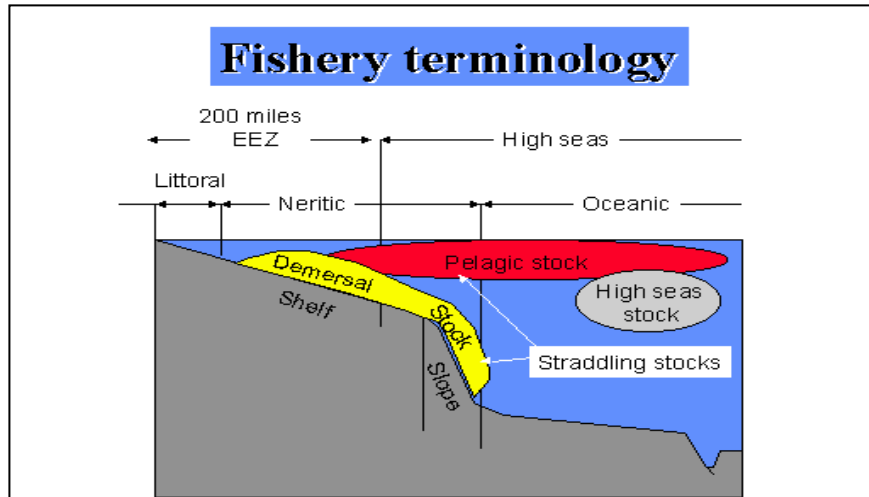 Fishery terminology
200 miles
EEZ
High seas
Littoral
Neritic
Oceanic
Demersal
Stock
Pelagic stock
High seas
stock
Shelf
Slope
Straddling stocks